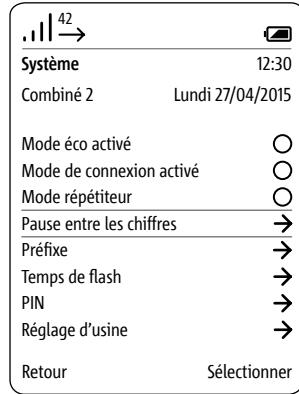 42
Système 12:30
Combiné 2 Lundi 27/04/2015
Mode éco activé
Mode de connexion activé
Mode répétiteur
Pause entre les chiffres
Préfixe
Temps de flash
PIN
Réglage d'usine
Retour Sélectionner